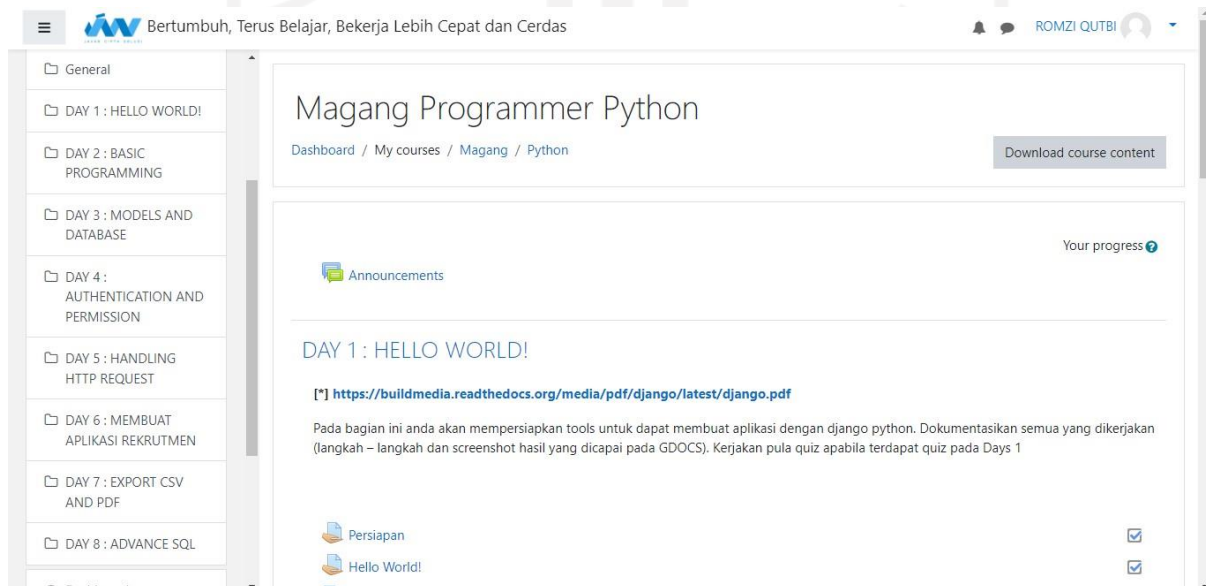 Bertumbuh, Terus Belajar, Bekerja Lebih Cepat dan Cerdas
ROMZI QUTBI
General
DAY 1 : HELLO WORLD!
DAY 2 : BASIC
PROGRAMMING
DAY 3 : MODELS AND
DATABASE
DAY 4 :
AUTHENTICATION AND
PERMISSION
DAY 5 : HANDLING
HTTP REQUEST
DAY 6 : MEMBUAT
APLIKASI REKRUTMEN
DAY 7 : EXPORT CSV
AND PDF
DAY 8 : ADVANCE SQL
Magang Programmer Python
Dashboard / My courses / Magang / Python
Download course content
Your progress
Announcements
DAY 1 : HELLO WORLD!
[*] https://buildmedia.readthedocs.org/media/pdf/django/latest/django.pdf
Pada bagian ini anda akan mempersiapkan tools untuk dapat membuat aplikasi dengan django python. Dokumentasikan semua yang dikerjakan
(langkah – langkah dan screenshot hasil yang dicapai pada GDOCS). Kerjakan pula quiz apabila terdapat quiz pada Days 1
Persiapan
Hello World!